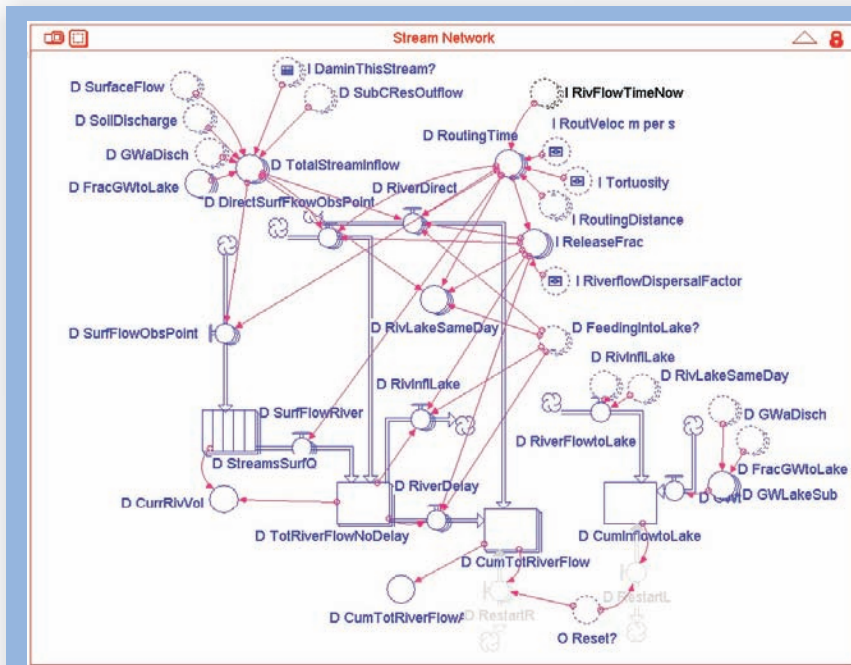 Stream Network
I DaminThisStream?
D SurfaceFlow
D SubCResOutflow
I RivFlowTimeNow
D SoilDischarge
D RoutingTime
I RoutVeloc m per s
D GWaDisch
D TotalStreamInflow
D FracGWtoLake
D RiverDirect
I Tortuosity
D DirectSurfFkowObsPoint
I RoutingDistance
I ReleaseFrac
I RiverflowDispersalFactor
D SurfFlowObsPoint
D RivLakeSameDay
D FeedingIntoLake?
D RivInflLake
D RivInflLake
D RivLakeSameDay
D SurfFlowRiver
D GWaDisch
D RiverFlowtoLake
D StreamsSurfQ
D FracGWtoLake
D CurrRivVol
D RiverDelay
D GWLakeSub
D TotRiverFlowNoDelay
D CumTotRiverFlow
D CumInflowtoLake
D CumTotRiverFlowA
D RestartR
D RestartL
O Reset?